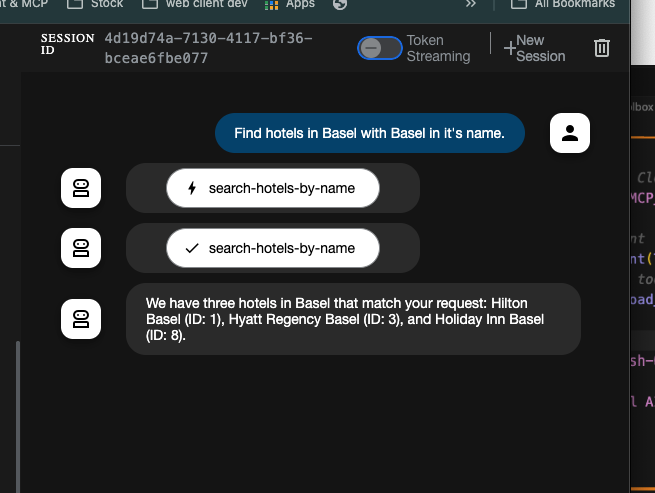 t & MCP Stock web client dev Apps >> All Bookmarks
SESSION ID 4d19d74a-7130-4117-bf36-bceae6fbe077
Token Streaming
+New Session
lbox
Find hotels in Basel with Basel in it's name.
search-hotels-by-name
search-hotels-by-name
We have three hotels in Basel that match your request: Hilton
Basel (ID: 1), Hyatt Regency Basel (ID: 3), and Holiday Inn Basel
(ID: 8).
Cl
MCP_
nt
nt(
to
oad_
sh-
l A